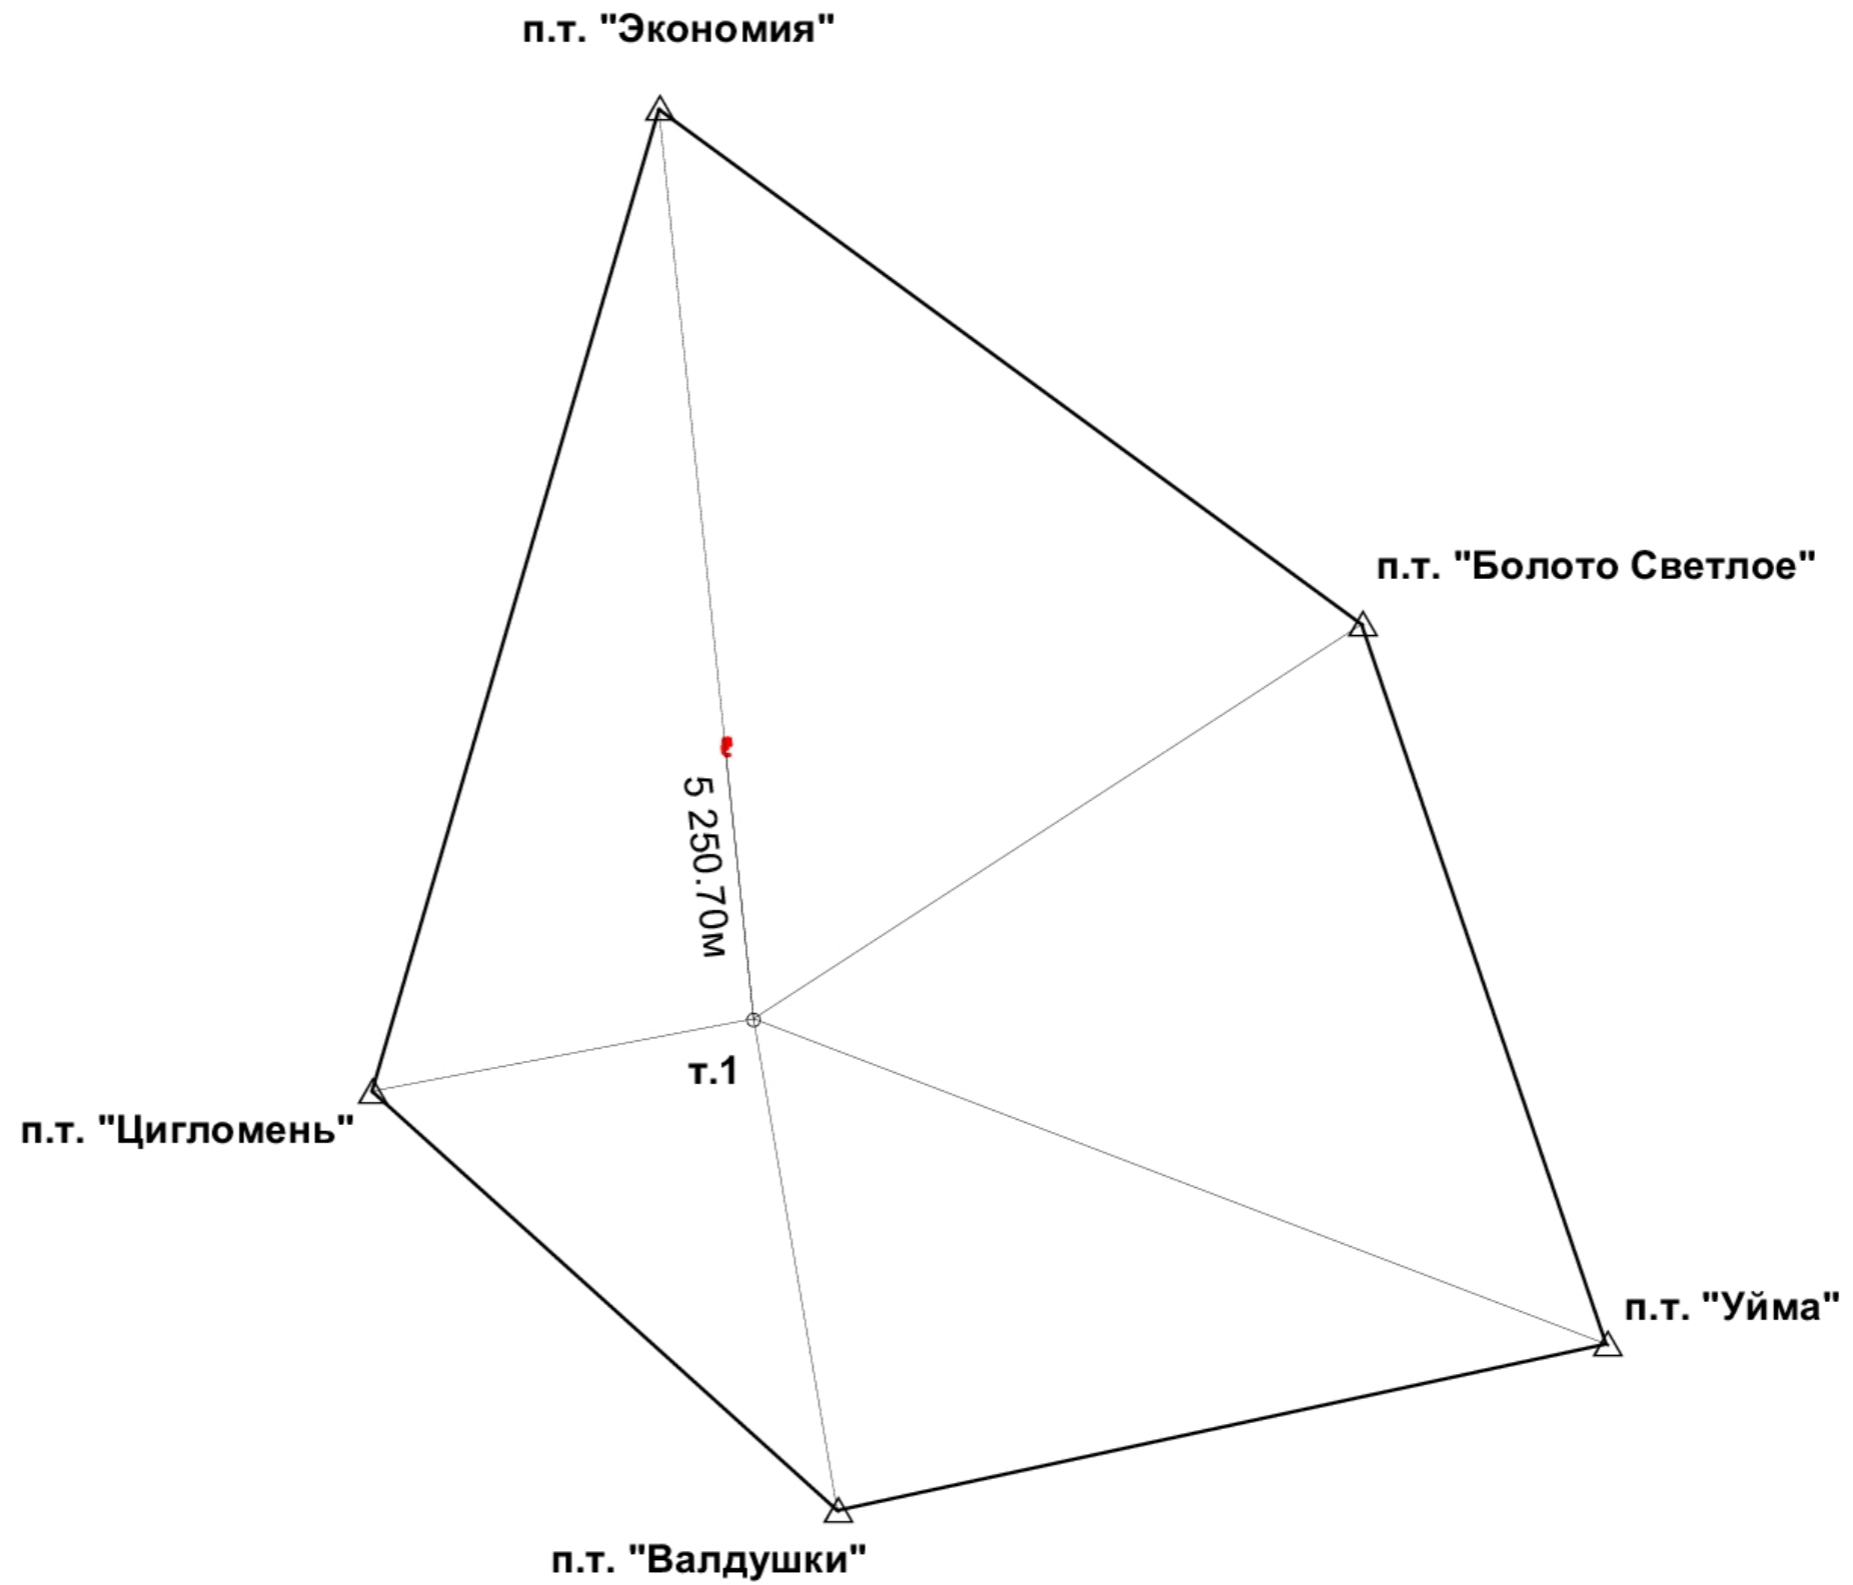 п.т. "Экономия"
п.т. "Болото Светлое"
5 250.70м
т.1
п.т. "Цигломень"
п.т. "Уйма"
п.т. "Валдушки"